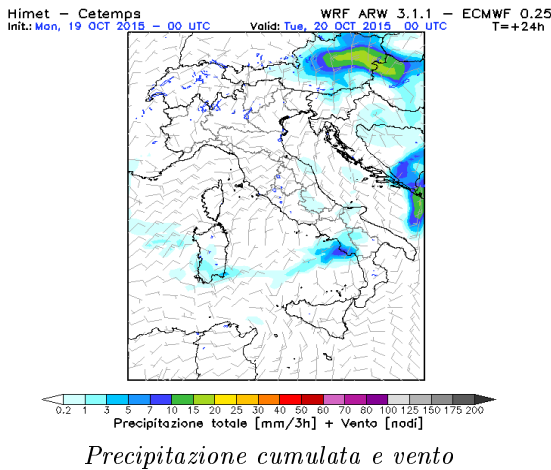 Himet - Cetemps WRF ARW 3.1.1 - ECMWF 0.25
Init.: Mon, 19 OCT 2015 - 00 UTC Valid: Tue, 20 OCT 2015 00 UTC T=+24h
0.2 1 3 5 7 10 15 20 25 30 40 50 60 70 80 100 125 150 175 200
Precipitazione totale [mm/3h] + Vento [nodi]
Precipitazione cumulata e vento